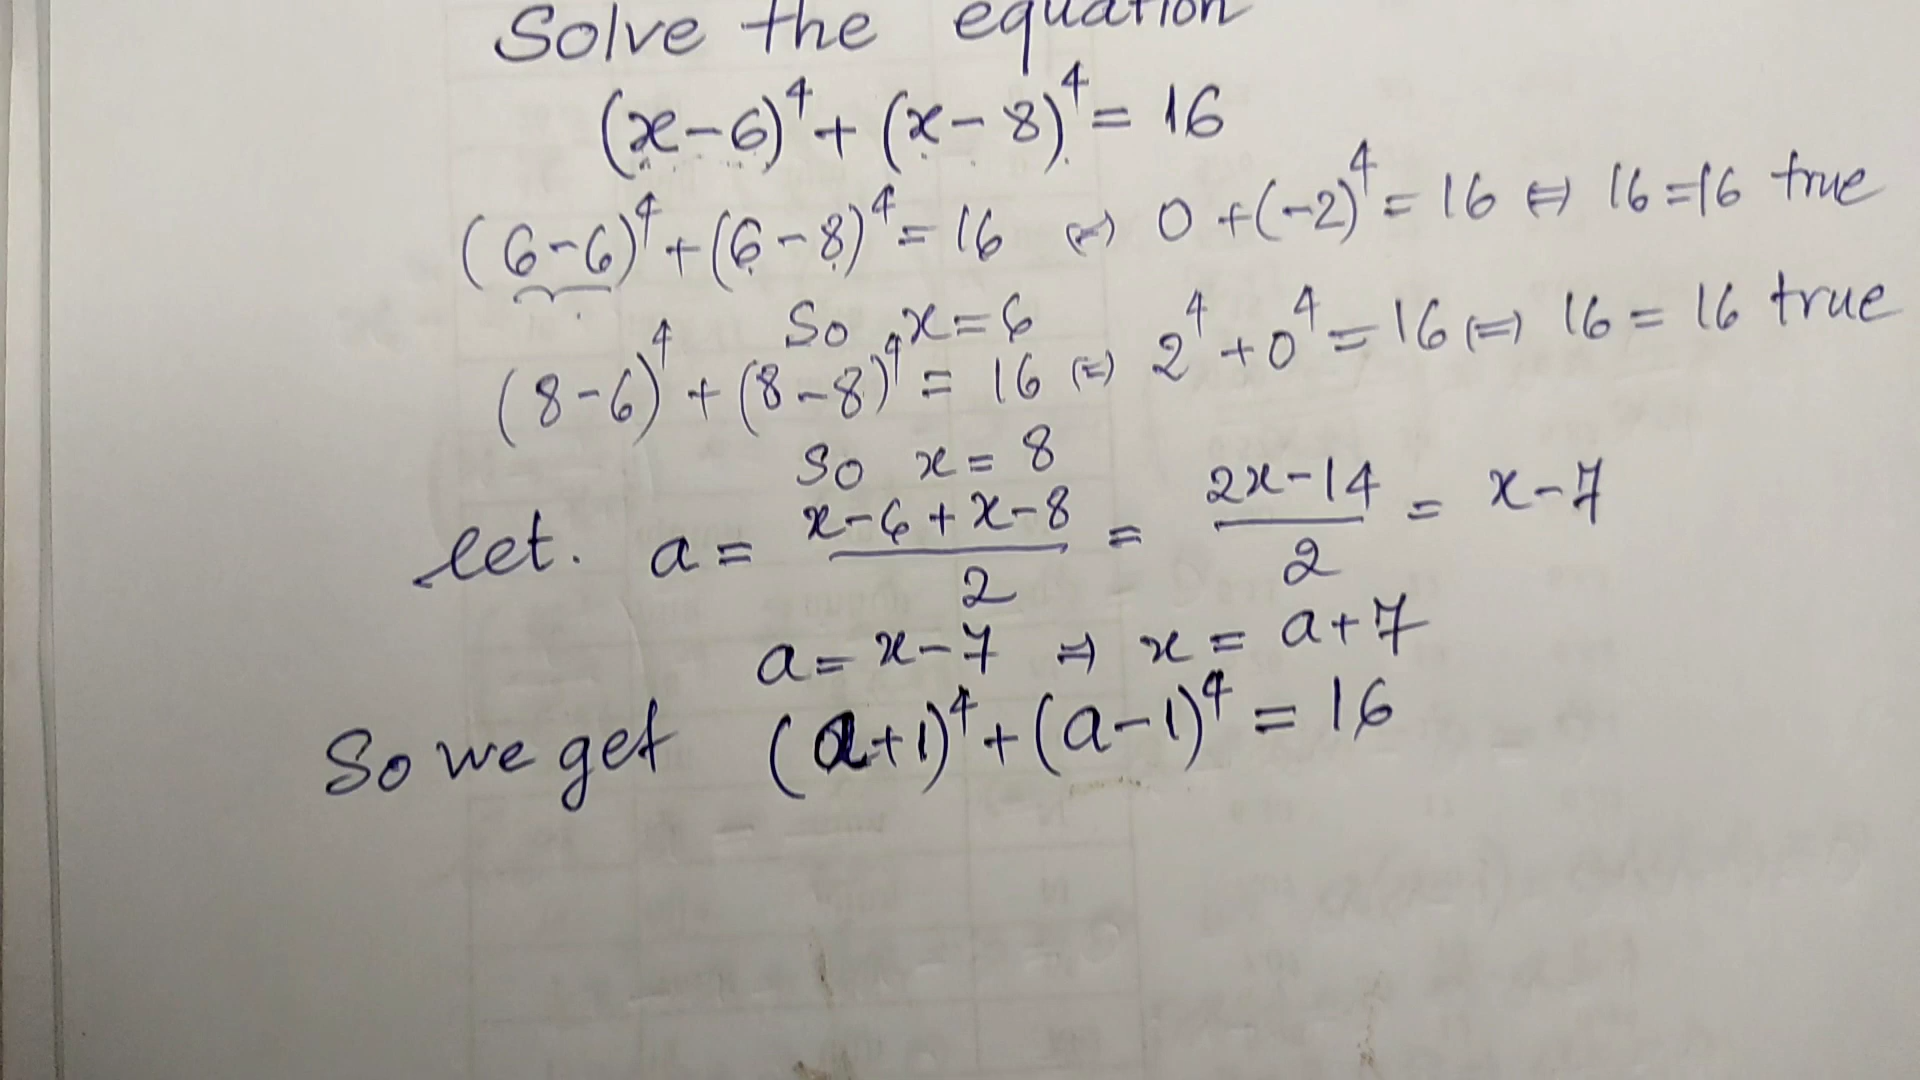 Solve the equation
(x-6)⁴+(x-8)⁴=16
(6-6)⁴+(6-8)⁴=16 ⇔ 0+(-2)⁴=16 ⇔ 16=16 true
So x=6
(8-6)⁴+(8-8)⁴=16 ⇔ 2⁴+0⁴=16 ⇔ 16=16 true
So x=8
let. a= (x-6+x-8)/2 = (2x-14)/2 = x-7
a=x-7 ⇒ x=a+7
So we get (a+1)⁴+(a-1)⁴=16